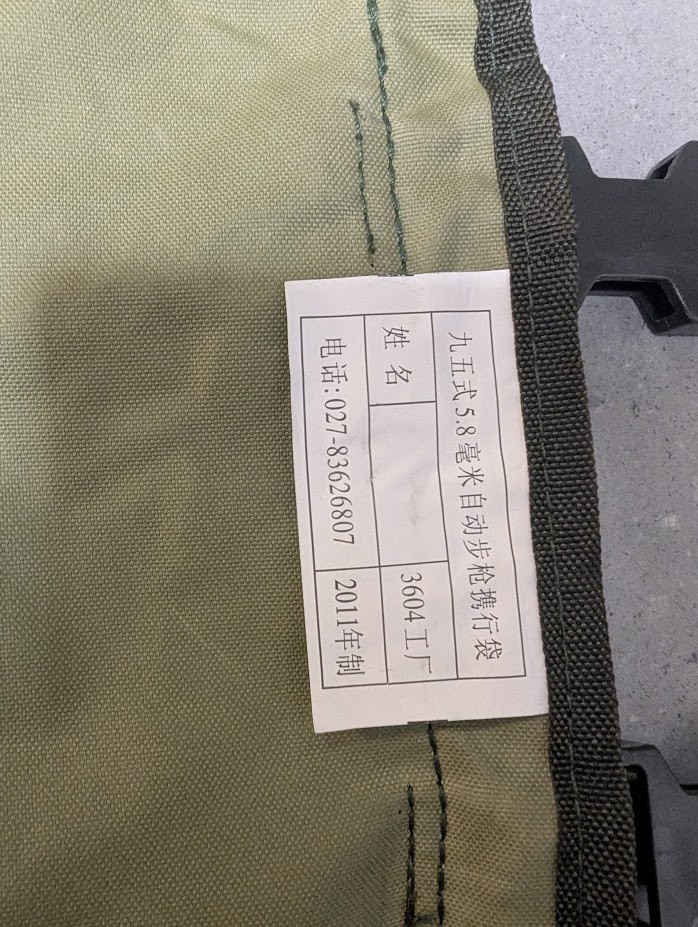 九五式5.8毫米自动步枪携行袋
姓名 3604工厂
电话:027-83626807 2011年制